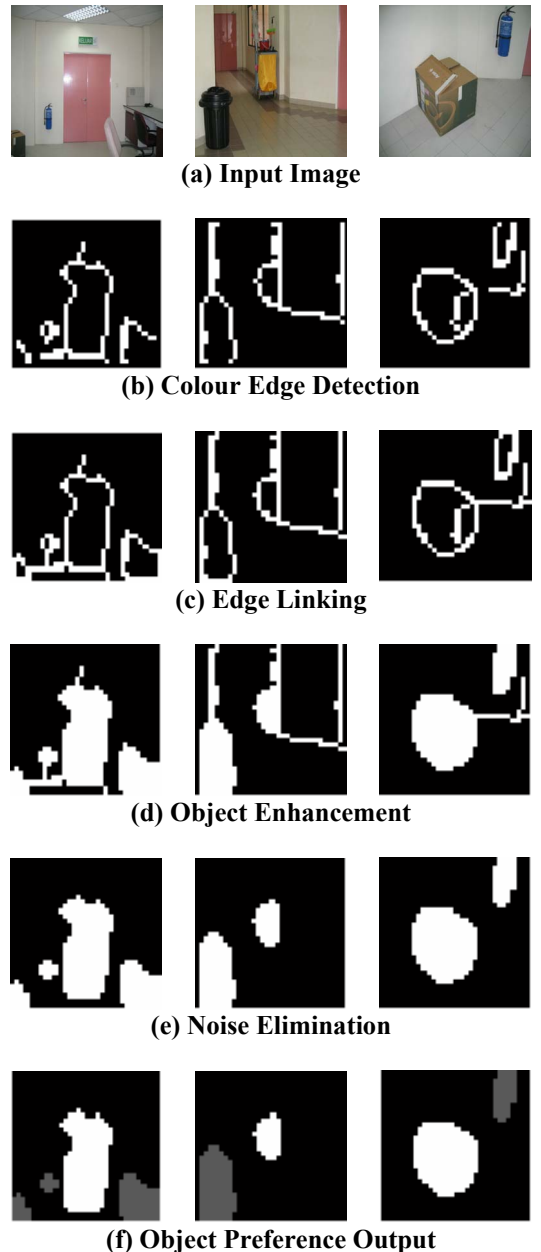 (a) Input Image
(b) Colour Edge Detection
(c) Edge Linking
(d) Object Enhancement
(e) Noise Elimination
(f) Object Preference Output